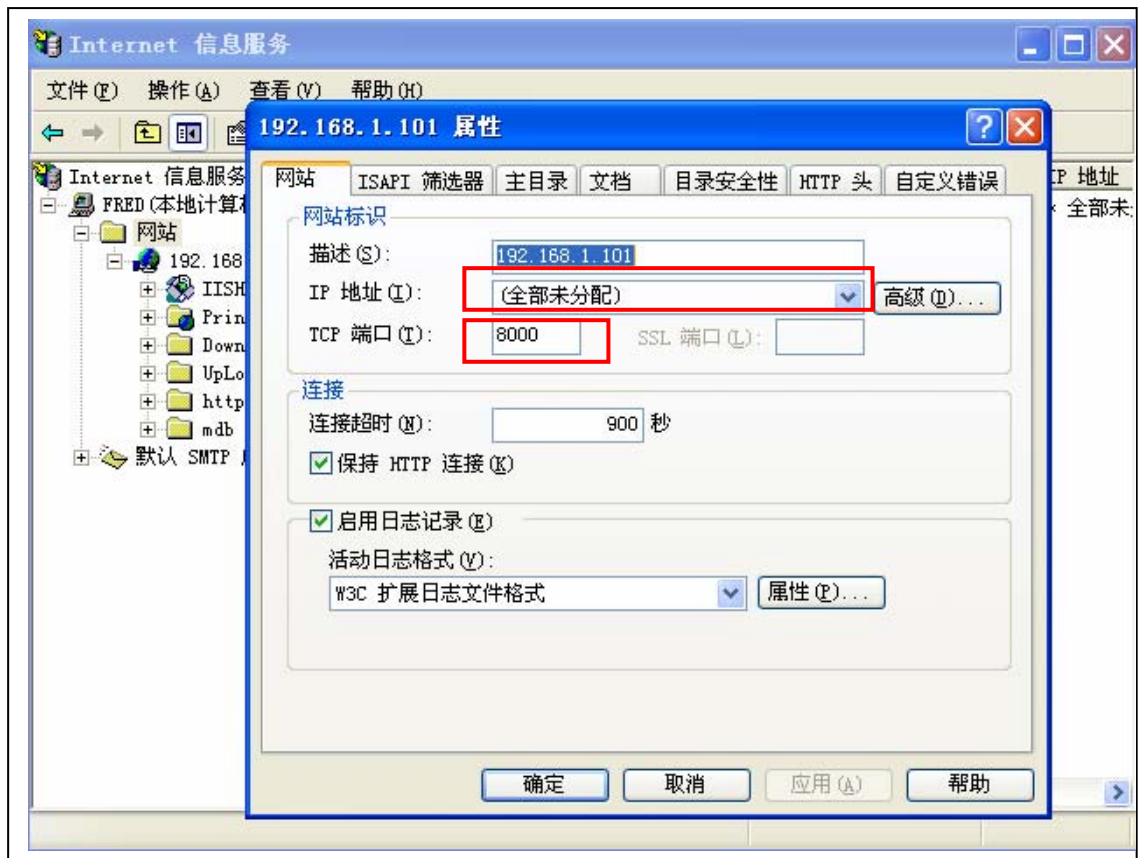 Internet 信息服务
文件(F) 操作(A) 查看(V) 帮助(H)
192.168.1.101 属性
Internet 信息服务
FRED(本地计算机
网站
192.168
IISH
Prin
Down
UpLo
http
mdb
默认 SMTP
IP 地址
* 全部未
网站 ISAPI 筛选器 主目录 文档 目录安全性 HTTP 头 自定义错误
网站标识
描述(S): 192.168.1.101
IP 地址(I): (全部未分配) 高级(D)...
TCP 端口(T): 8000 SSL 端口(L):
连接
连接超时(N): 900 秒
保持 HTTP 连接(K)
启用日志记录(E)
活动日志格式(V):
W3C 扩展日志文件格式 属性(P)...
确定 取消 应用(A) 帮助